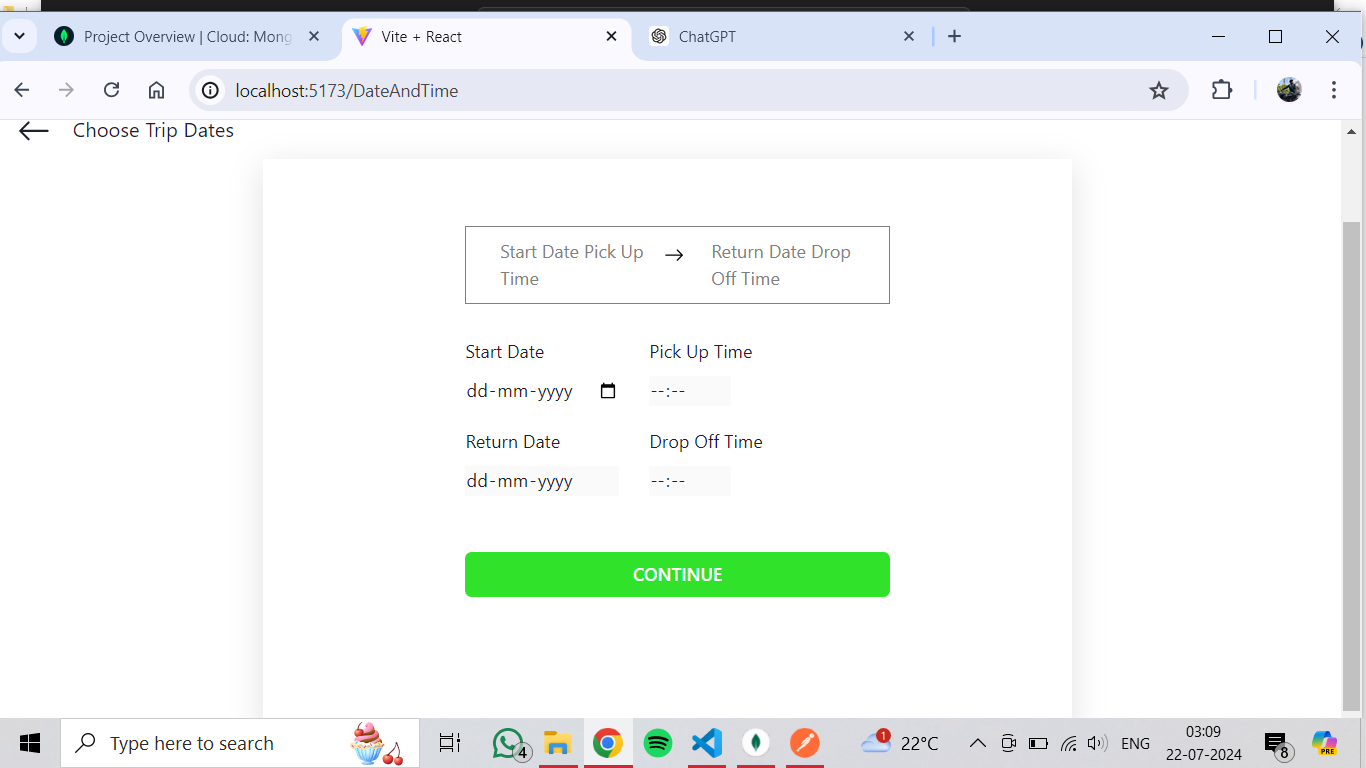 Project Overview | Cloud: Mong
Vite + React
ChatGPT
localhost:5173/DateAndTime
Choose Trip Dates
Start Date Pick Up
Time
Return Date Drop
Off Time
Start Date
Pick Up Time
dd-mm-yyyy
--:--
Return Date
Drop Off Time
dd-mm-yyyy
--:--
CONTINUE
Type here to search
4
1
22°C
ENG
03:09
22-07-2024
8
PRE